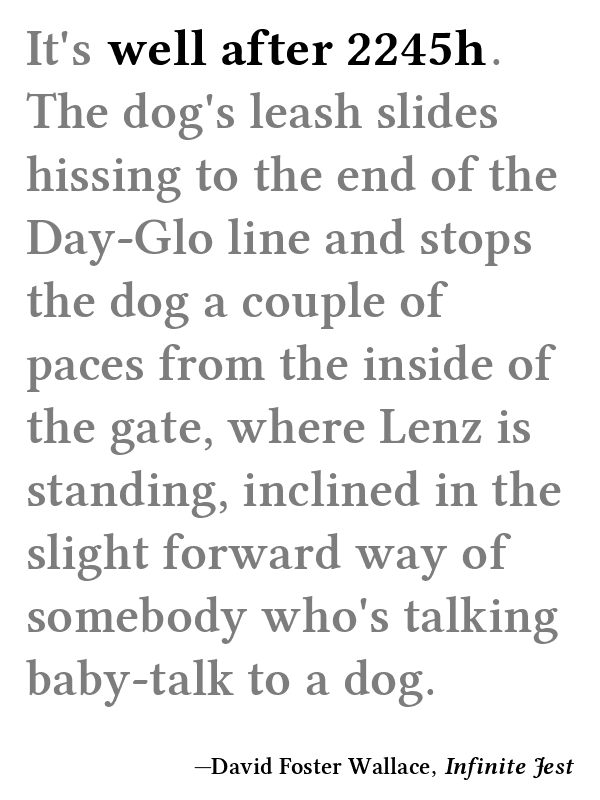 It's well after 2245h.
The dog's leash slides
hissing to the end of the
Day-Glo line and stops
the dog a couple of
paces from the inside of
the gate, where Lenz is
standing, inclined in the
slight forward way of
somebody who's talking
baby-talk to a dog.
—David Foster Wallace, Infinite Jest